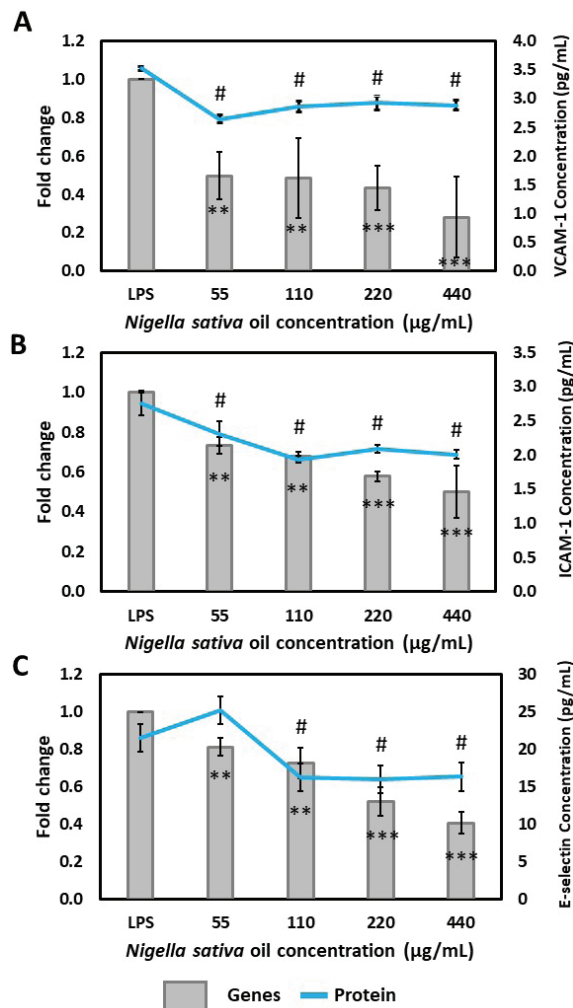 A
1.2
1.0
0.8
0.6
0.4
0.2
0.0
Fold change
# # # #
** ** *** ***
4.0
3.5
3.0
2.5
2.0
1.5
1.0
0.5
0.0
VCAM-1 Concentration (pg/mL)
LPS 55 110 220 440
Nigella sativa oil concentration (µg/mL)
B
1.2
1.0
0.8
0.6
0.4
0.2
0.0
Fold change
# # # #
** ** *** ***
3.5
3.0
2.5
2.0
1.5
1.0
0.5
0.0
ICAM-1 Concentration (pg/mL)
LPS 55 110 220 440
Nigella sativa oil concentration (µg/mL)
C
1.2
1.0
0.8
0.6
0.4
0.2
0.0
Fold change
# # #
** ** *** ***
30
25
20
15
10
5
0
E-selectin Concentration (pg/mL)
LPS 55 110 220 440
Nigella sativa oil concentration (µg/mL)
Genes Protein